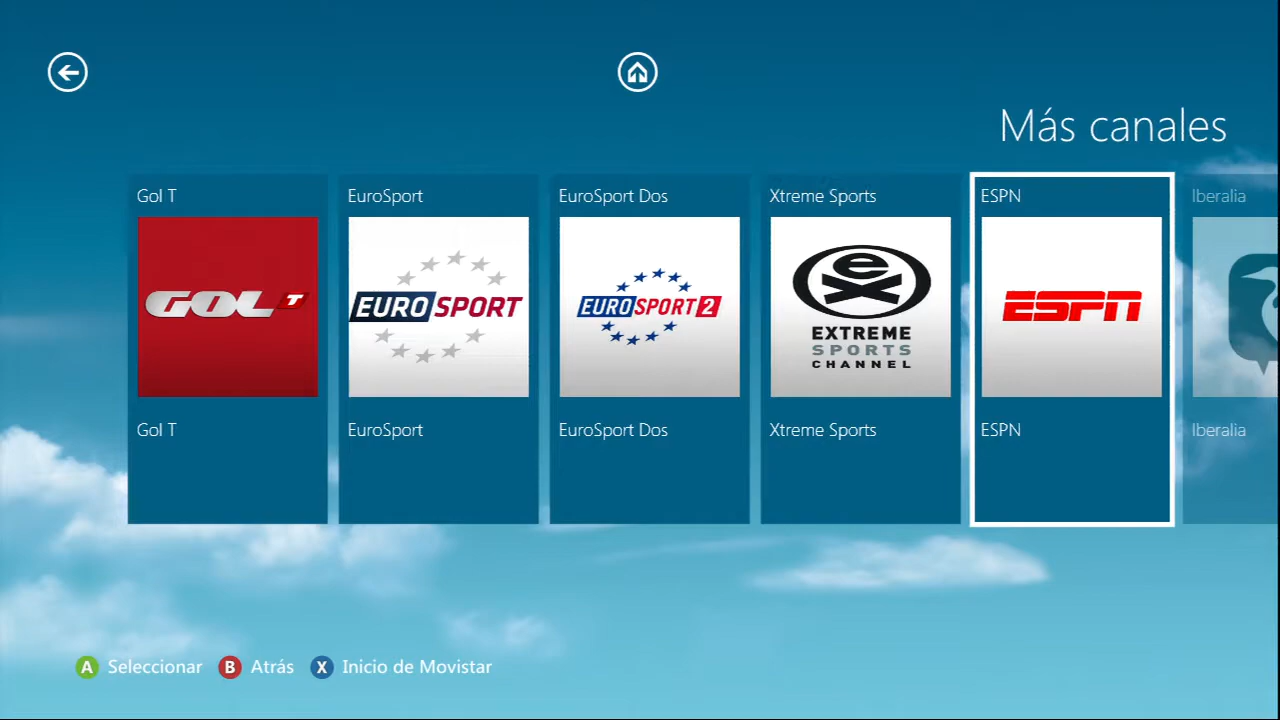 Más canales
Gol T
GOL T
Gol T
EuroSport
EUROSPORT
EuroSport
EuroSport Dos
EUROSPORT 2
EuroSport Dos
Xtreme Sports
ex
EXTREME
SPORTS
CHANNEL
Xtreme Sports
ESPN
ESPN
ESPN
Iberalia
Iberalia
A Seleccionar B Atrás X Inicio de Movistar